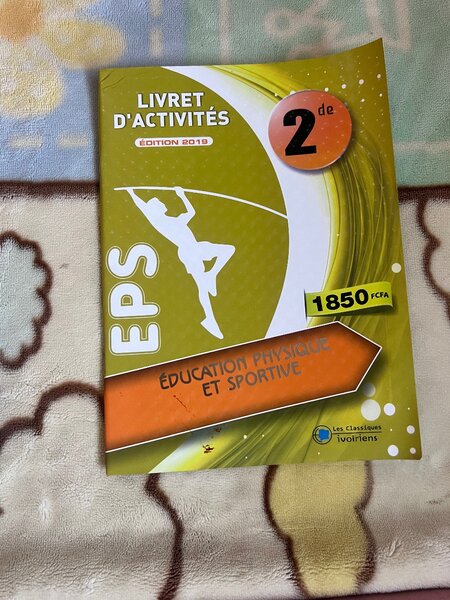 LIVRET
D'ACTIVITÉS
ÉDITION 2019
2de
EPS
1850 FCFA
ÉDUCATION PHYSIQUE
ET SPORTIVE
Les Classiques
ivoiriens